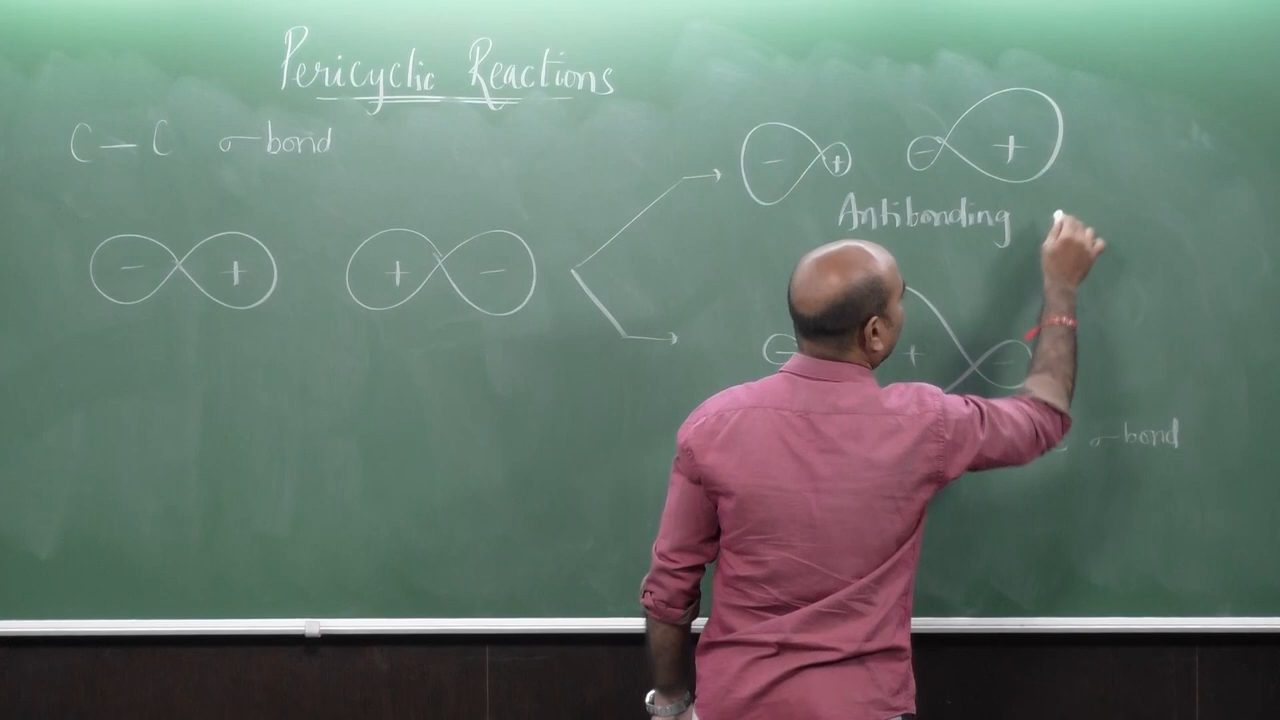 Pericyclic Reactions
C – C σ-bond
- + + -
- + - +
Antibonding
- + -
σ-bond